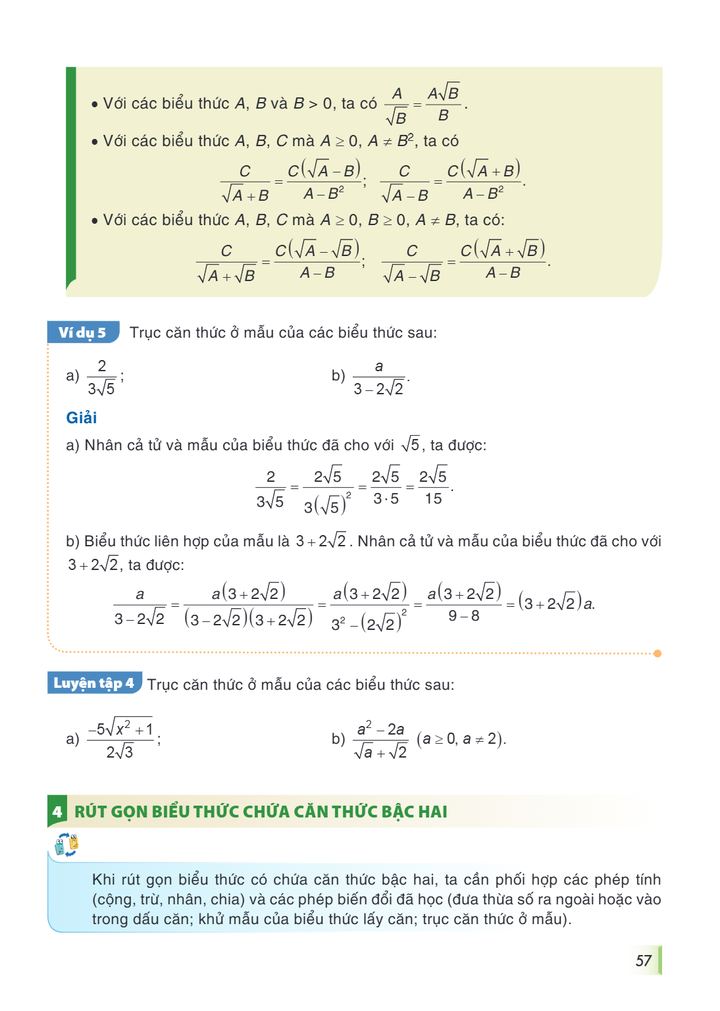 • Với các biểu thức A, B và B > 0, ta có A/√B = A√B/B.
• Với các biểu thức A, B, C mà A ≥ 0, A ≠ B², ta có
C/(√A + B) = C(√A − B)/(A − B²); C/(√A − B) = C(√A + B)/(A − B²).
• Với các biểu thức A, B, C mà A ≥ 0, B ≥ 0, A ≠ B, ta có:
C/(√A + √B) = C(√A − √B)/(A − B); C/(√A − √B) = C(√A + √B)/(A − B).
Ví dụ 5 Trục căn thức ở mẫu của các biểu thức sau:
a) 2/(3√5); b) a/(3 − 2√2).
Giải
a) Nhân cả tử và mẫu của biểu thức đã cho với √5, ta được:
2/(3√5) = 2√5/(3(√5)²) = 2√5/(3·5) = 2√5/15.
b) Biểu thức liên hợp của mẫu là 3 + 2√2. Nhân cả tử và mẫu của biểu thức đã cho với
3 + 2√2, ta được:
a/(3 − 2√2) = a(3 + 2√2)/((3 − 2√2)(3 + 2√2)) = a(3 + 2√2)/(3² − (2√2)²) = a(3 + 2√2)/(9 − 8) = (3 + 2√2)a.
Luyện tập 4 Trục căn thức ở mẫu của các biểu thức sau:
a) −5√(x² + 1)/(2√3); b) (a² − 2a)/(√a + √2) (a ≥ 0, a ≠ 2).
4 RÚT GỌN BIỂU THỨC CHỨA CĂN THỨC BẬC HAI
Khi rút gọn biểu thức có chứa căn thức bậc hai, ta cần phối hợp các phép tính
(cộng, trừ, nhân, chia) và các phép biến đổi đã học (đưa thừa số ra ngoài hoặc vào
trong dấu căn; khử mẫu của biểu thức lấy căn; trục căn thức ở mẫu).
57